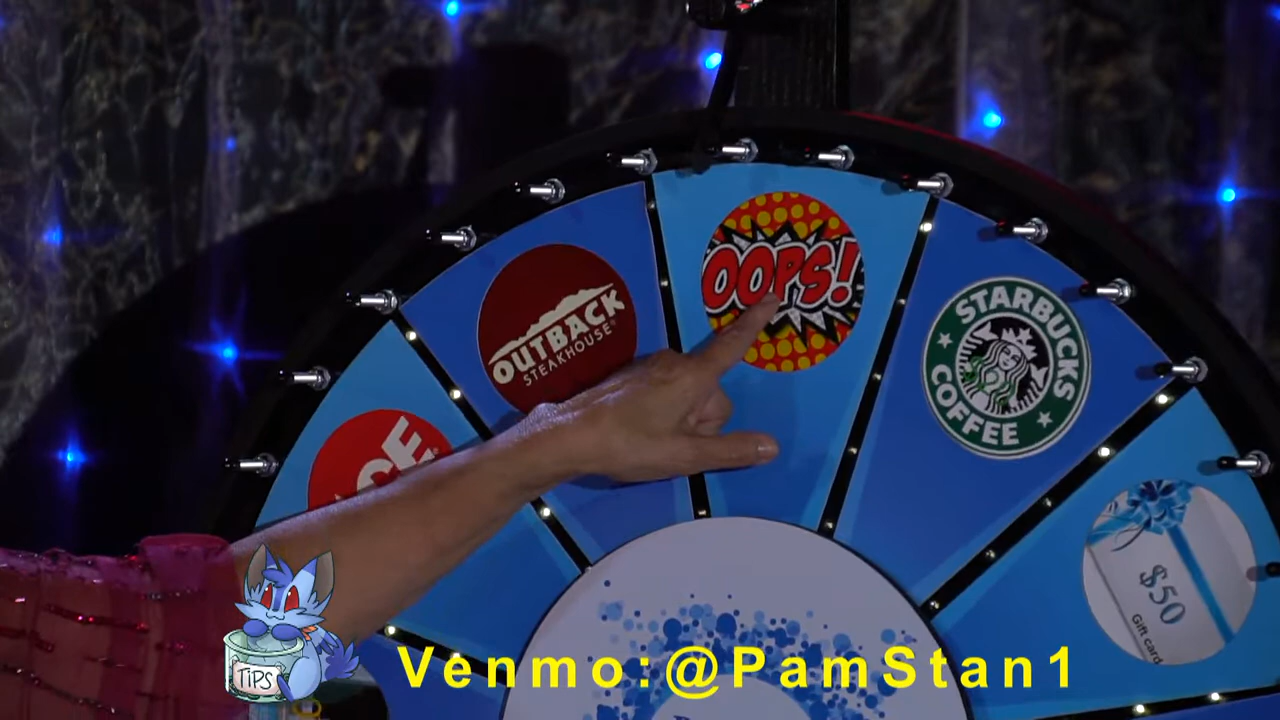 OUTBACK
STEAKHOUSE
OOPS!
STARBUCKS
COFFEE
$50
Gift card
TiPS
Venmo:@PamStan1